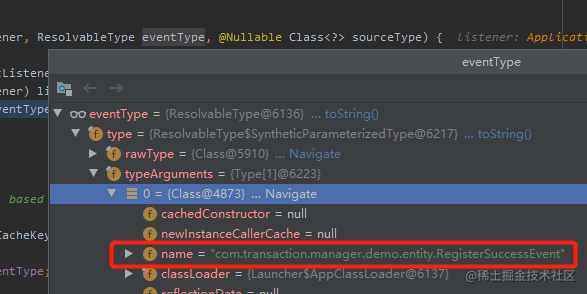 ener, ResolvableType eventType, @Nullable Class<?> sourceType) { listener: Applicati
eventType
tListene
ner) li
eventType
based
CacheKey
entType;
eventType = {ResolvableType@6136} ... toString()
type = {ResolvableType$SyntheticParameterizedType@6217} ... toString()
rawType = {Class@5910} ... Navigate
typeArguments = {Type[1]@6223}
0 = {Class@4873} ... Navigate
cachedConstructor = null
newInstanceCallerCache = null
name = "com.transaction.manager.demo.entity.RegisterSuccessEvent"
classLoader = {Launcher$AppClassLoader@6137}
reflectionData = null
@稀土掘金技术社区